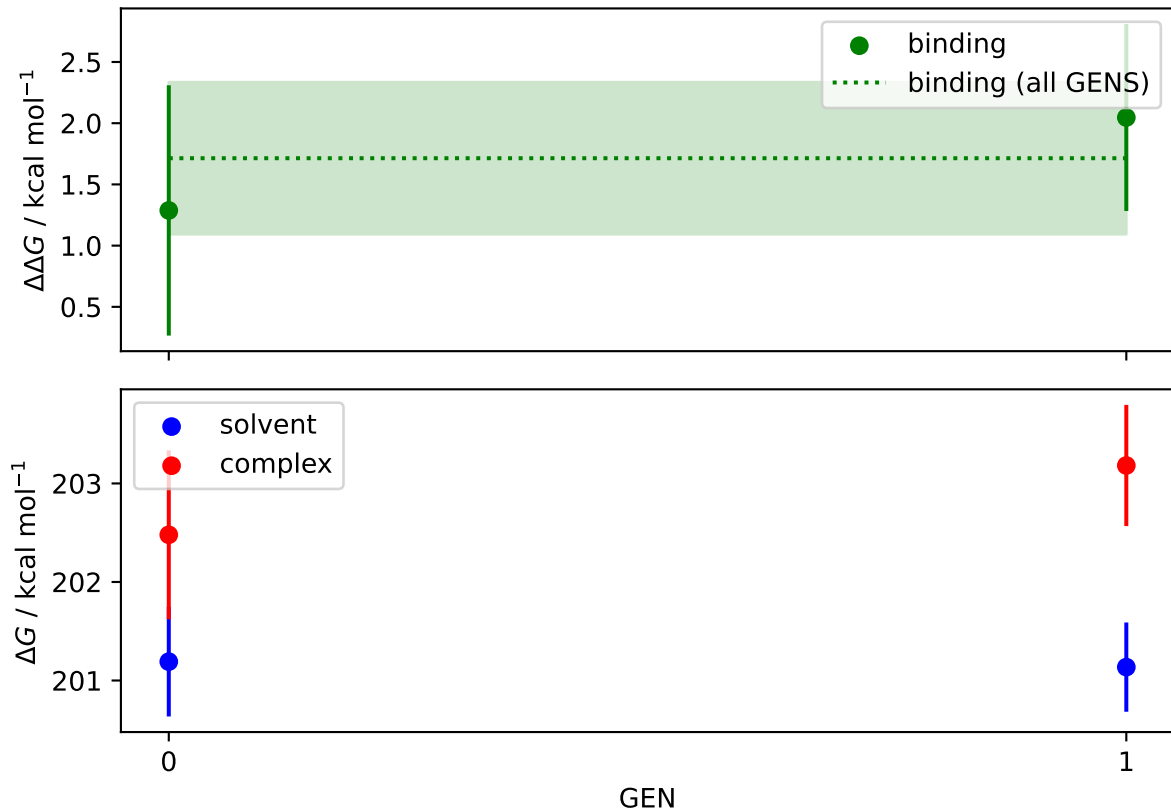 ΔΔG / kcal mol⁻¹
2.5
2.0
1.5
1.0
0.5
binding
binding (all GENS)
ΔG / kcal mol⁻¹
203
202
201
solvent
complex
0
1
GEN